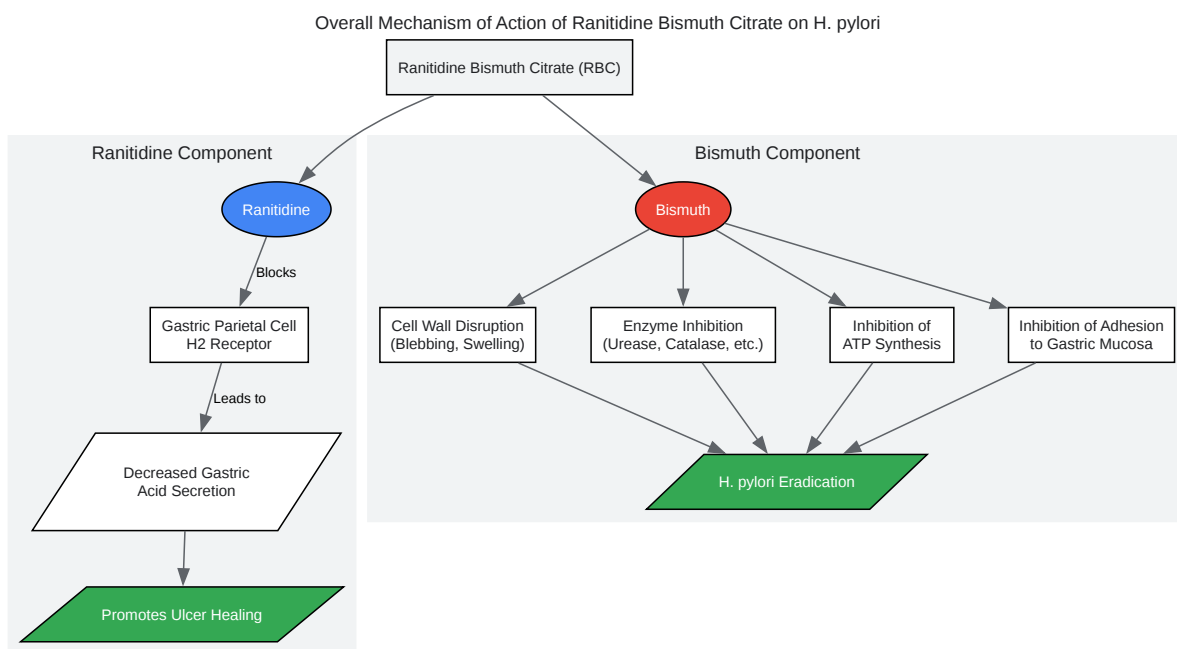 Overall Mechanism of Action of Ranitidine Bismuth Citrate on H. pylori
Ranitidine Bismuth Citrate (RBC)
Ranitidine Component
Ranitidine
Blocks
Gastric Parietal Cell
H2 Receptor
Leads to
Decreased Gastric
Acid Secretion
Promotes Ulcer Healing
Bismuth Component
Bismuth
Cell Wall Disruption
(Blebbing, Swelling)
Enzyme Inhibition
(Urease, Catalase, etc.)
Inhibition of
ATP Synthesis
Inhibition of Adhesion
to Gastric Mucosa
H. pylori Eradication